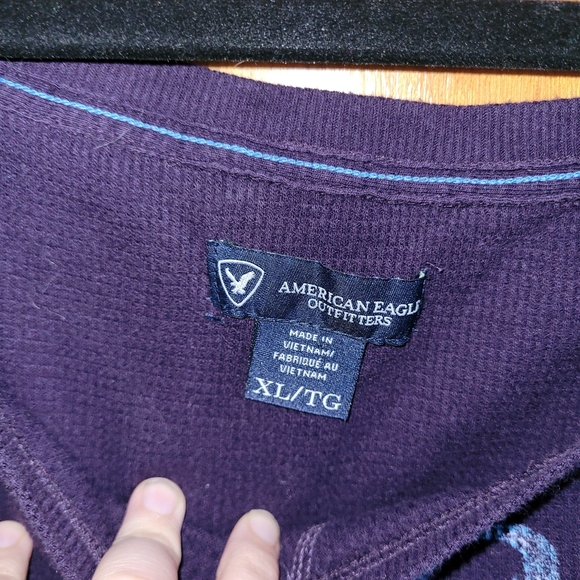 AMERICAN EAGLE
OUTFITTERS
MADE IN
VIETNAM/
FABRIQUÉ AU
VIETNAM
XL/TG